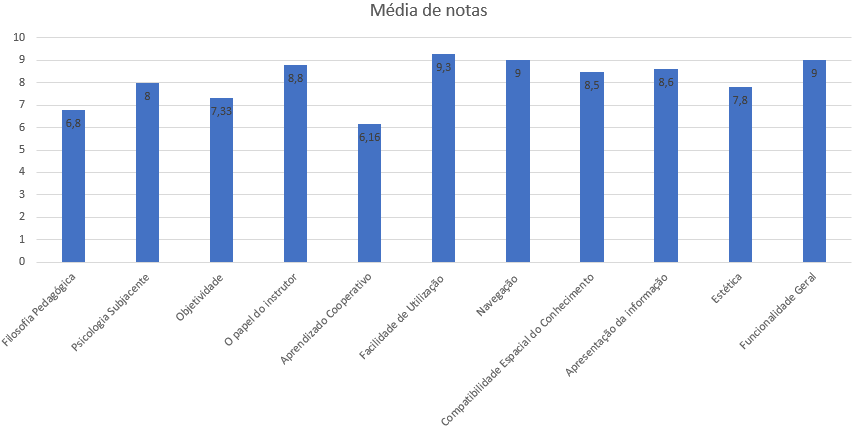 Média de notas
10
9
8
7
6
5
4
3
2
1
0
6,8
8
7,33
8,8
6,16
9,3
9
8,5
8,6
7,8
9
Filosofia Pedagógica
Psicologia Subjacente
Objetividade
O papel do instrutor
Aprendizado Cooperativo
Facilidade de Utilização
Navegação
Compatibilidade Espacial do Conhecimento
Apresentação da informação
Estética
Funcionalidade Geral